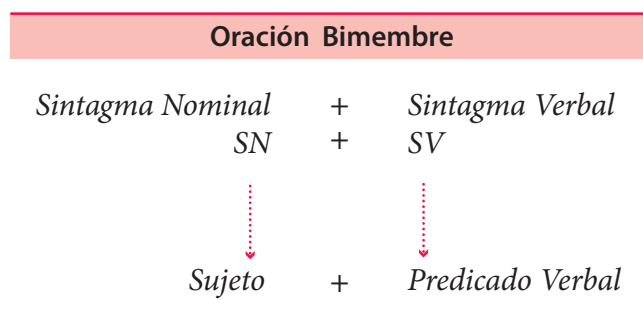 Oración Bimembre
Sintagma Nominal + Sintagma Verbal
SN + SV
Sujeto + Predicado Verbal